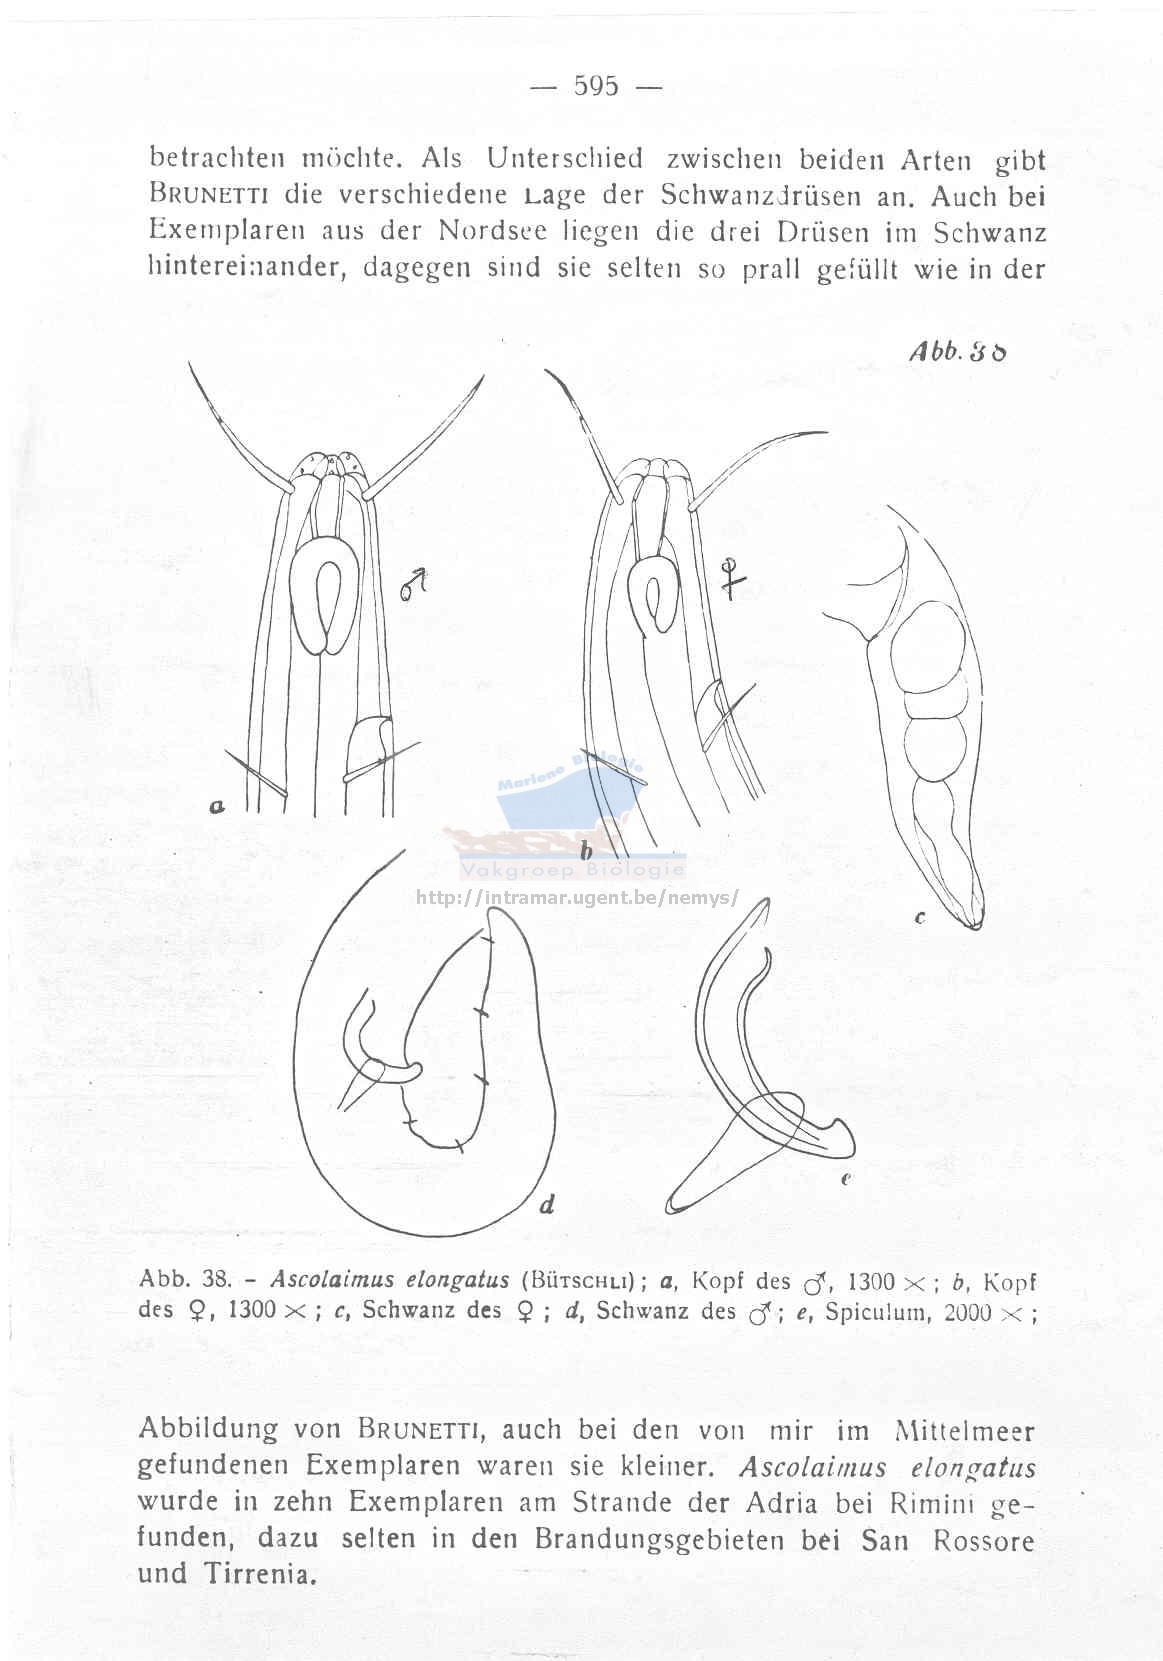 — 595 —
betrachten möchte. Als Unterschied zwischen beiden Arten gibt
BRUNETTI die verschiedene Lage der Schwanzdrüsen an. Auch bei
Exemplaren aus der Nordsee liegen die drei Drüsen im Schwanz
hintereinander, dagegen sind sie selten so prall gefüllt wie in der
Abb. 38
♂
♀
a
Marine Biologie
b
Vakgroep Biologie
http://intramar.ugent.be/nemys/
c
d
e
Abb. 38. – Ascolaimus elongatus (BÜTSCHLI); a, Kopf des ♂, 1300 ×; b, Kopf
des ♀, 1300 ×; c, Schwanz des ♀; d, Schwanz des ♂; e, Spiculum, 2000 ×;
Abbildung von BRUNETTI, auch bei den von mir im Mittelmeer
gefundenen Exemplaren waren sie kleiner. Ascolaimus elongatus
wurde in zehn Exemplaren am Strande der Adria bei Rimini ge-
funden, dazu selten in den Brandungsgebieten bei San Rossore
und Tirrenia.